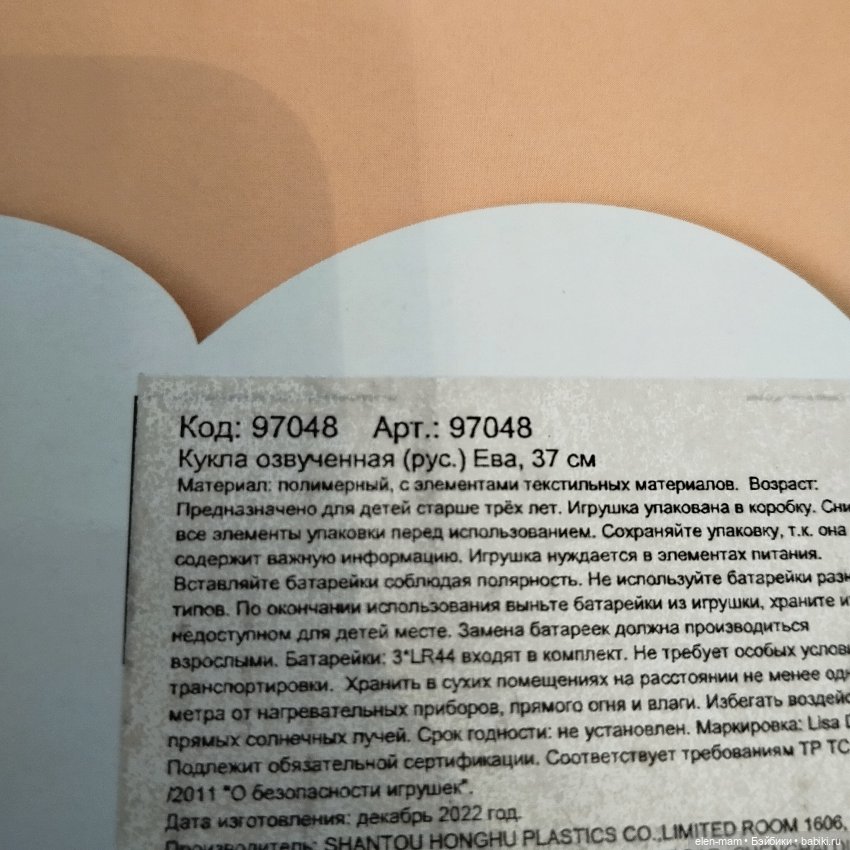 Код: 97048 Арт.: 97048
Кукла озвученная (рус.) Ева, 37 см
Материал: полимерный, с элементами текстильных материалов. Возраст:
Предназначено для детей старше трёх лет. Игрушка упакована в коробку. Сни
все элементы упаковки перед использованием. Сохраняйте упаковку, т.к. она
содержит важную информацию. Игрушка нуждается в элементах питания.
Вставляйте батарейки соблюдая полярность. Не используйте батарейки разн
типов. По окончании использования выньте батарейки из игрушки, храните и
недоступном для детей месте. Замена батареек должна производиться
взрослыми. Батарейки: 3*LR44 входят в комплект. Не требует особых услови
транспортировки. Хранить в сухих помещениях на расстоянии не менее одн
метра от нагревательных приборов, прямого огня и влаги. Избегать воздейс
прямых солнечных лучей. Срок годности: не установлен. Маркировка: Lisa D
Подлежит обязательной сертификации. Соответствует требованиям ТР ТС
/2011 "О безопасности игрушек".
Дата изготовления: декабрь 2022 год.
Производитель: SHANTOU HONGHU PLASTICS CO.,LIMITED ROOM 1606,
elen-mam • Бэйбики • babiki.ru